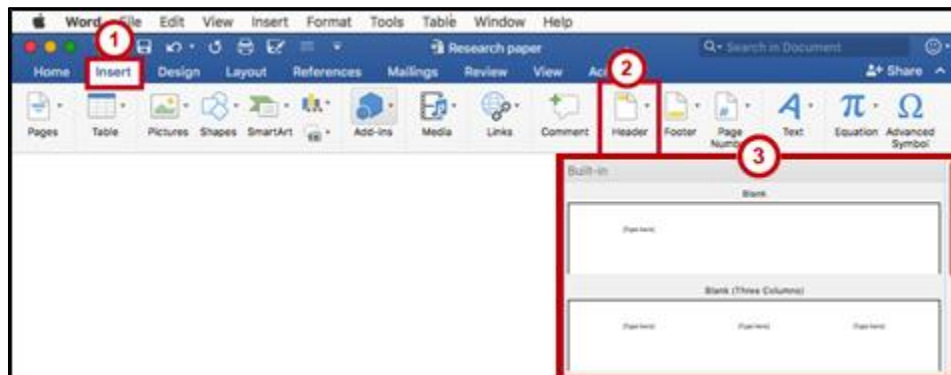 Word File Edit View Insert Format Tools Table Window Help
1
Research paper
Search in Document
Home Insert Design Layout References Mailings Review View
2
Share
Pages Table Pictures Shapes SmartArt Add-ins Media Links Comment Header Footer Page Text Equation Advanced
Symbol
3
Built-in
Blank
[Type here]
Blank (Three Columns)
[Type here] [Type here] [Type here]